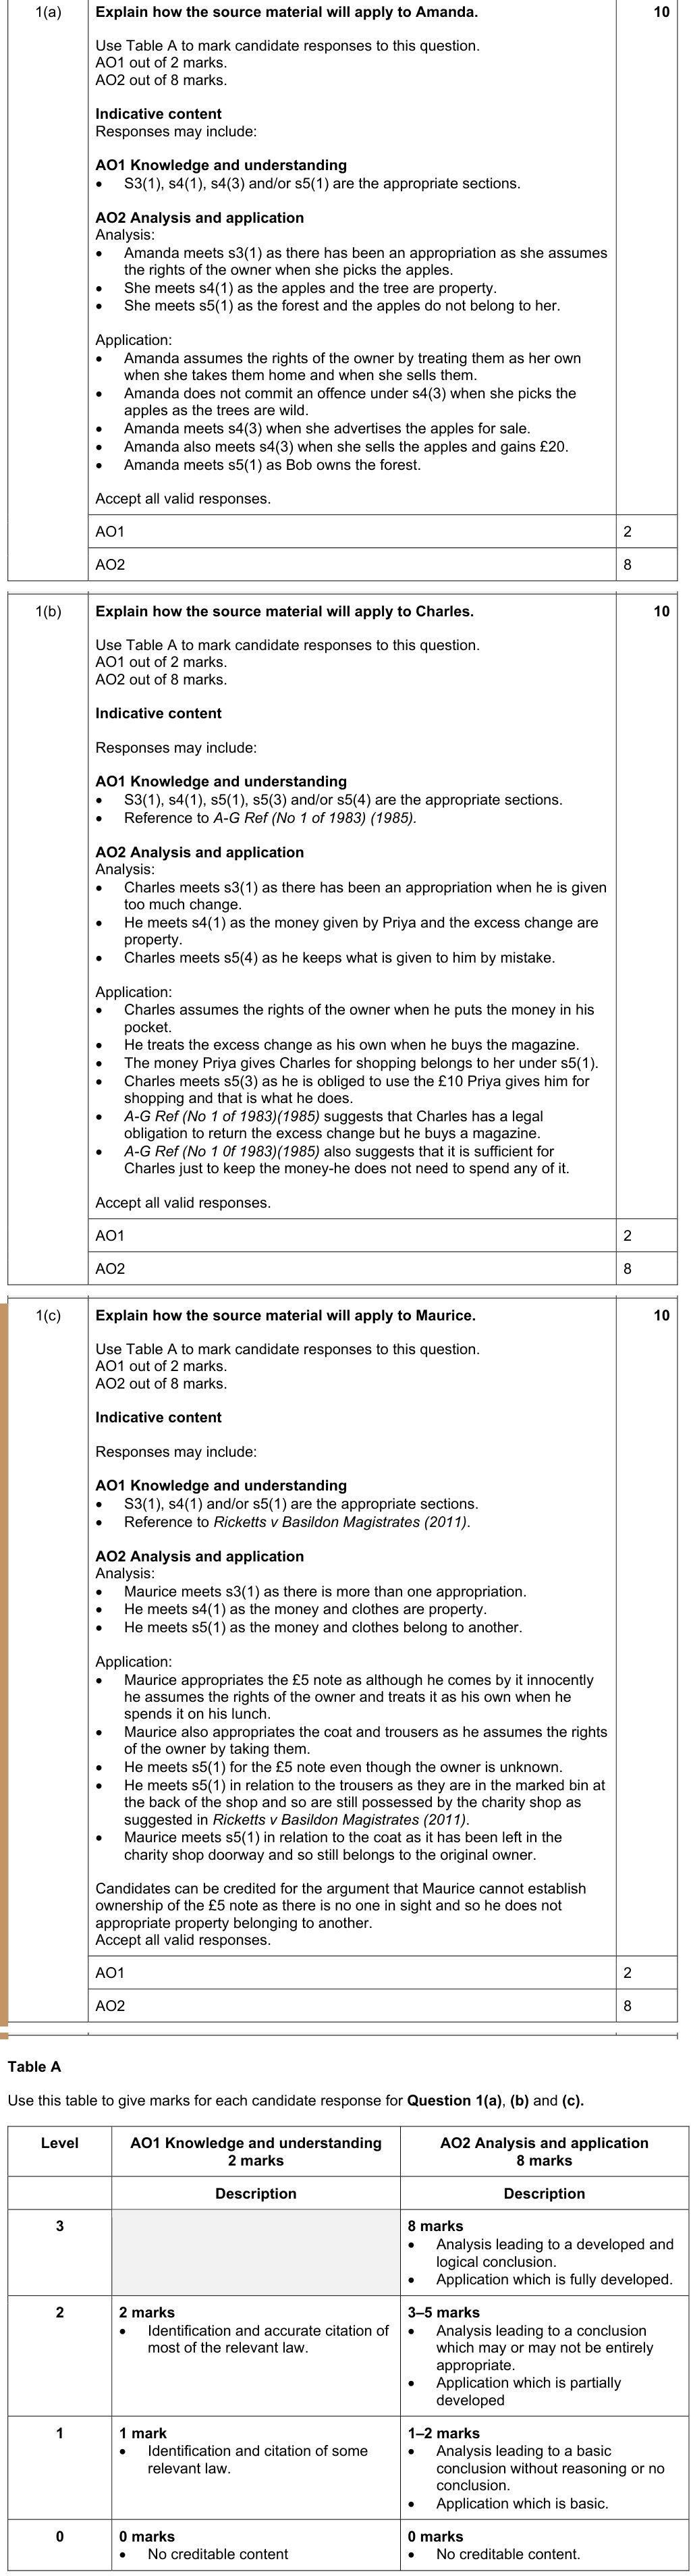 1(a)
Explain how the source material will apply to Amanda.
10
Use Table A to mark candidate responses to this question.
AO1 out of 2 marks.
AO2 out of 8 marks.
Indicative content
Responses may include:
AO1 Knowledge and understanding
• S3(1), s4(1), s4(3) and/or s5(1) are the appropriate sections.
AO2 Analysis and application
Analysis:
• Amanda meets s3(1) as there has been an appropriation as she assumes
the rights of the owner when she picks the apples.
• She meets s4(1) as the apples and the tree are property.
• She meets s5(1) as the forest and the apples do not belong to her.
Application:
• Amanda assumes the rights of the owner by treating them as her own
when she takes them home and when she sells them.
• Amanda does not commit an offence under s4(3) when she picks the
apples as the trees are wild.
• Amanda meets s4(3) when she advertises the apples for sale.
• Amanda also meets s4(3) when she sells the apples and gains £20.
• Amanda meets s5(1) as Bob owns the forest.
Accept all valid responses.
AO1
2
AO2
8
1(b)
Explain how the source material will apply to Charles.
10
Use Table A to mark candidate responses to this question.
AO1 out of 2 marks.
AO2 out of 8 marks.
Indicative content
Responses may include:
AO1 Knowledge and understanding
• S3(1), s4(1), s5(1), s5(3) and/or s5(4) are the appropriate sections.
• Reference to A-G Ref (No 1 of 1983) (1985).
AO2 Analysis and application
Analysis:
• Charles meets s3(1) as there has been an appropriation when he is given
too much change.
• He meets s4(1) as the money given by Priya and the excess change are
property.
• Charles meets s5(4) as he keeps what is given to him by mistake.
Application:
• Charles assumes the rights of the owner when he puts the money in his
pocket.
• He treats the excess change as his own when he buys the magazine.
• The money Priya gives Charles for shopping belongs to her under s5(1).
• Charles meets s5(3) as he is obliged to use the £10 Priya gives him for
shopping and that is what he does.
• A-G Ref (No 1 of 1983)(1985) suggests that Charles has a legal
obligation to return the excess change but he buys a magazine.
• A-G Ref (No 1 0f 1983)(1985) also suggests that it is sufficient for
Charles just to keep the money-he does not need to spend any of it.
Accept all valid responses.
AO1
2
AO2
8
1(c)
Explain how the source material will apply to Maurice.
10
Use Table A to mark candidate responses to this question.
AO1 out of 2 marks.
AO2 out of 8 marks.
Indicative content
Responses may include:
AO1 Knowledge and understanding
• S3(1), s4(1) and/or s5(1) are the appropriate sections.
• Reference to Ricketts v Basildon Magistrates (2011).
AO2 Analysis and application
Analysis:
• Maurice meets s3(1) as there is more than one appropriation.
• He meets s4(1) as the money and clothes are property.
• He meets s5(1) as the money and clothes belong to another.
Application:
• Maurice appropriates the £5 note as although he comes by it innocently
he assumes the rights of the owner and treats it as his own when he
spends it on his lunch.
• Maurice also appropriates the coat and trousers as he assumes the rights
of the owner by taking them.
• He meets s5(1) for the £5 note even though the owner is unknown.
• He meets s5(1) in relation to the trousers as they are in the marked bin at
the back of the shop and so are still possessed by the charity shop as
suggested in Ricketts v Basildon Magistrates (2011).
• Maurice meets s5(1) in relation to the coat as it has been left in the
charity shop doorway and so still belongs to the original owner.
Candidates can be credited for the argument that Maurice cannot establish
ownership of the £5 note as there is no one in sight and so he does not
appropriate property belonging to another.
Accept all valid responses.
AO1
2
AO2
8
Table A
Use this table to give marks for each candidate response for Question 1(a), (b) and (c).
Level
AO1 Knowledge and understanding
2 marks
AO2 Analysis and application
8 marks
Description
Description
3
8 marks
• Analysis leading to a developed and
logical conclusion.
• Application which is fully developed.
2
2 marks
• Identification and accurate citation of
most of the relevant law.
3–5 marks
• Analysis leading to a conclusion
which may or may not be entirely
appropriate.
• Application which is partially
developed
1
1 mark
• Identification and citation of some
relevant law.
1–2 marks
• Analysis leading to a basic
conclusion without reasoning or no
conclusion.
• Application which is basic.
0
0 marks
• No creditable content
0 marks
• No creditable content.